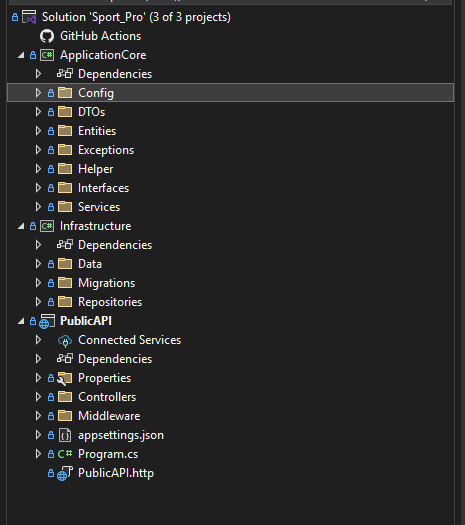 Solution 'Sport_Pro' (3 of 3 projects)
GitHub Actions
C# ApplicationCore
Dependencies
Config
DTOs
Entities
Exceptions
Helper
Interfaces
Services
C# Infrastructure
Dependencies
Data
Migrations
Repositories
PublicAPI
Connected Services
Dependencies
Properties
Controllers
Middleware
appsettings.json
C# Program.cs
PublicAPI.http